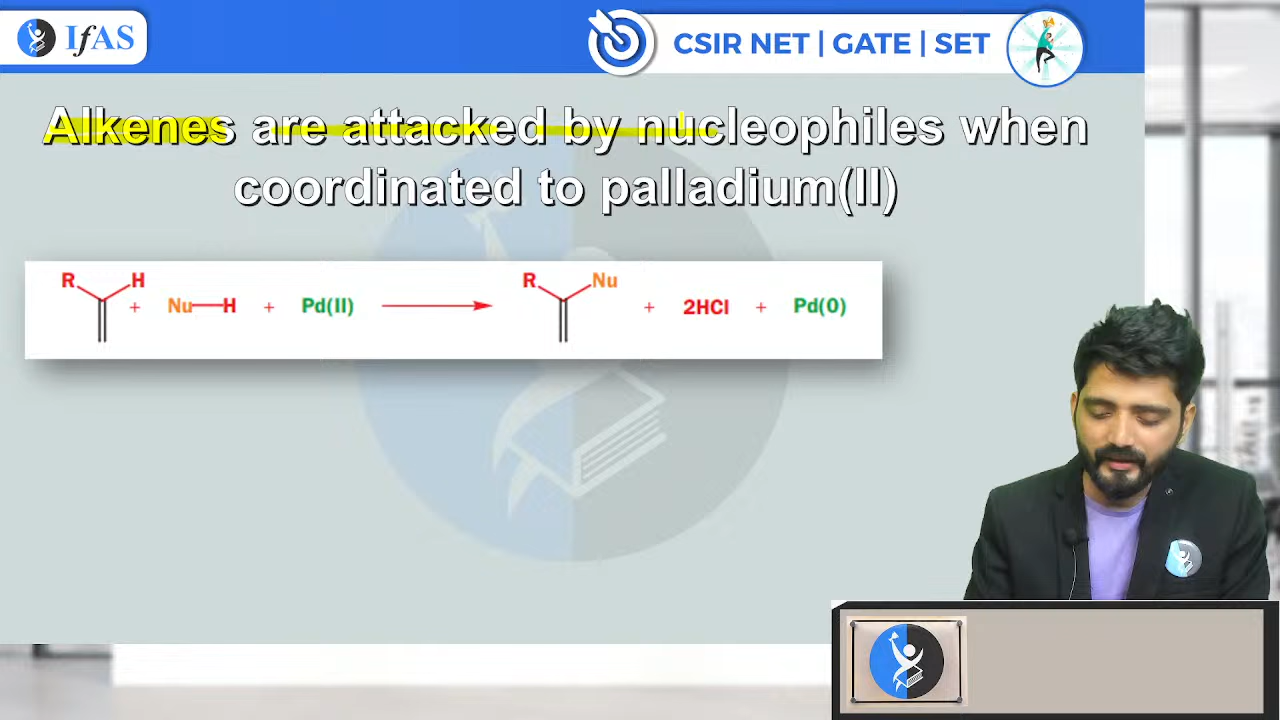 IfAS
CSIR NET | GATE | SET
Alkenes are attacked by nucleophiles when
coordinated to palladium(II)
R H + Nu—H + Pd(II) R Nu + 2HCl + Pd(0)